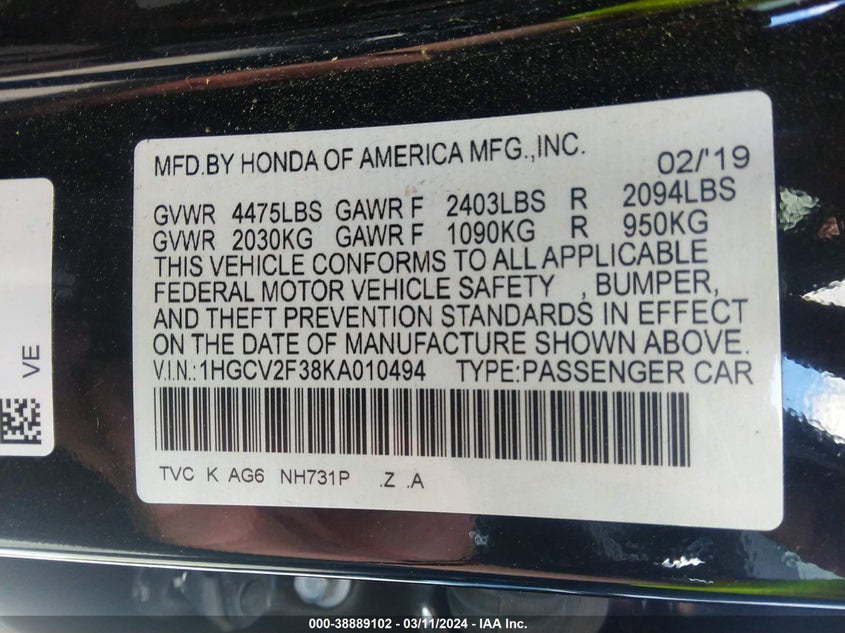 MFD.BY HONDA OF AMERICA MFG.,INC. 02/'19
GVWR 4475LBS GAWR F 2403LBS R 2094LBS
GVWR 2030KG GAWR F 1090KG R 950KG
THIS VEHICLE CONFORMS TO ALL APPLICABLE
FEDERAL MOTOR VEHICLE SAFETY , BUMPER,
AND THEFT PREVENTION STANDARDS IN EFFECT
ON THE DATE OF MANUFACTURE SHOWN ABOVE.
V.I.N.:1HGCV2F38KA010494 TYPE:PASSENGER CAR
TVC K AG6 NH731P .Z .A
VE
000-38889102 - 03/11/2024 - IAA Inc.